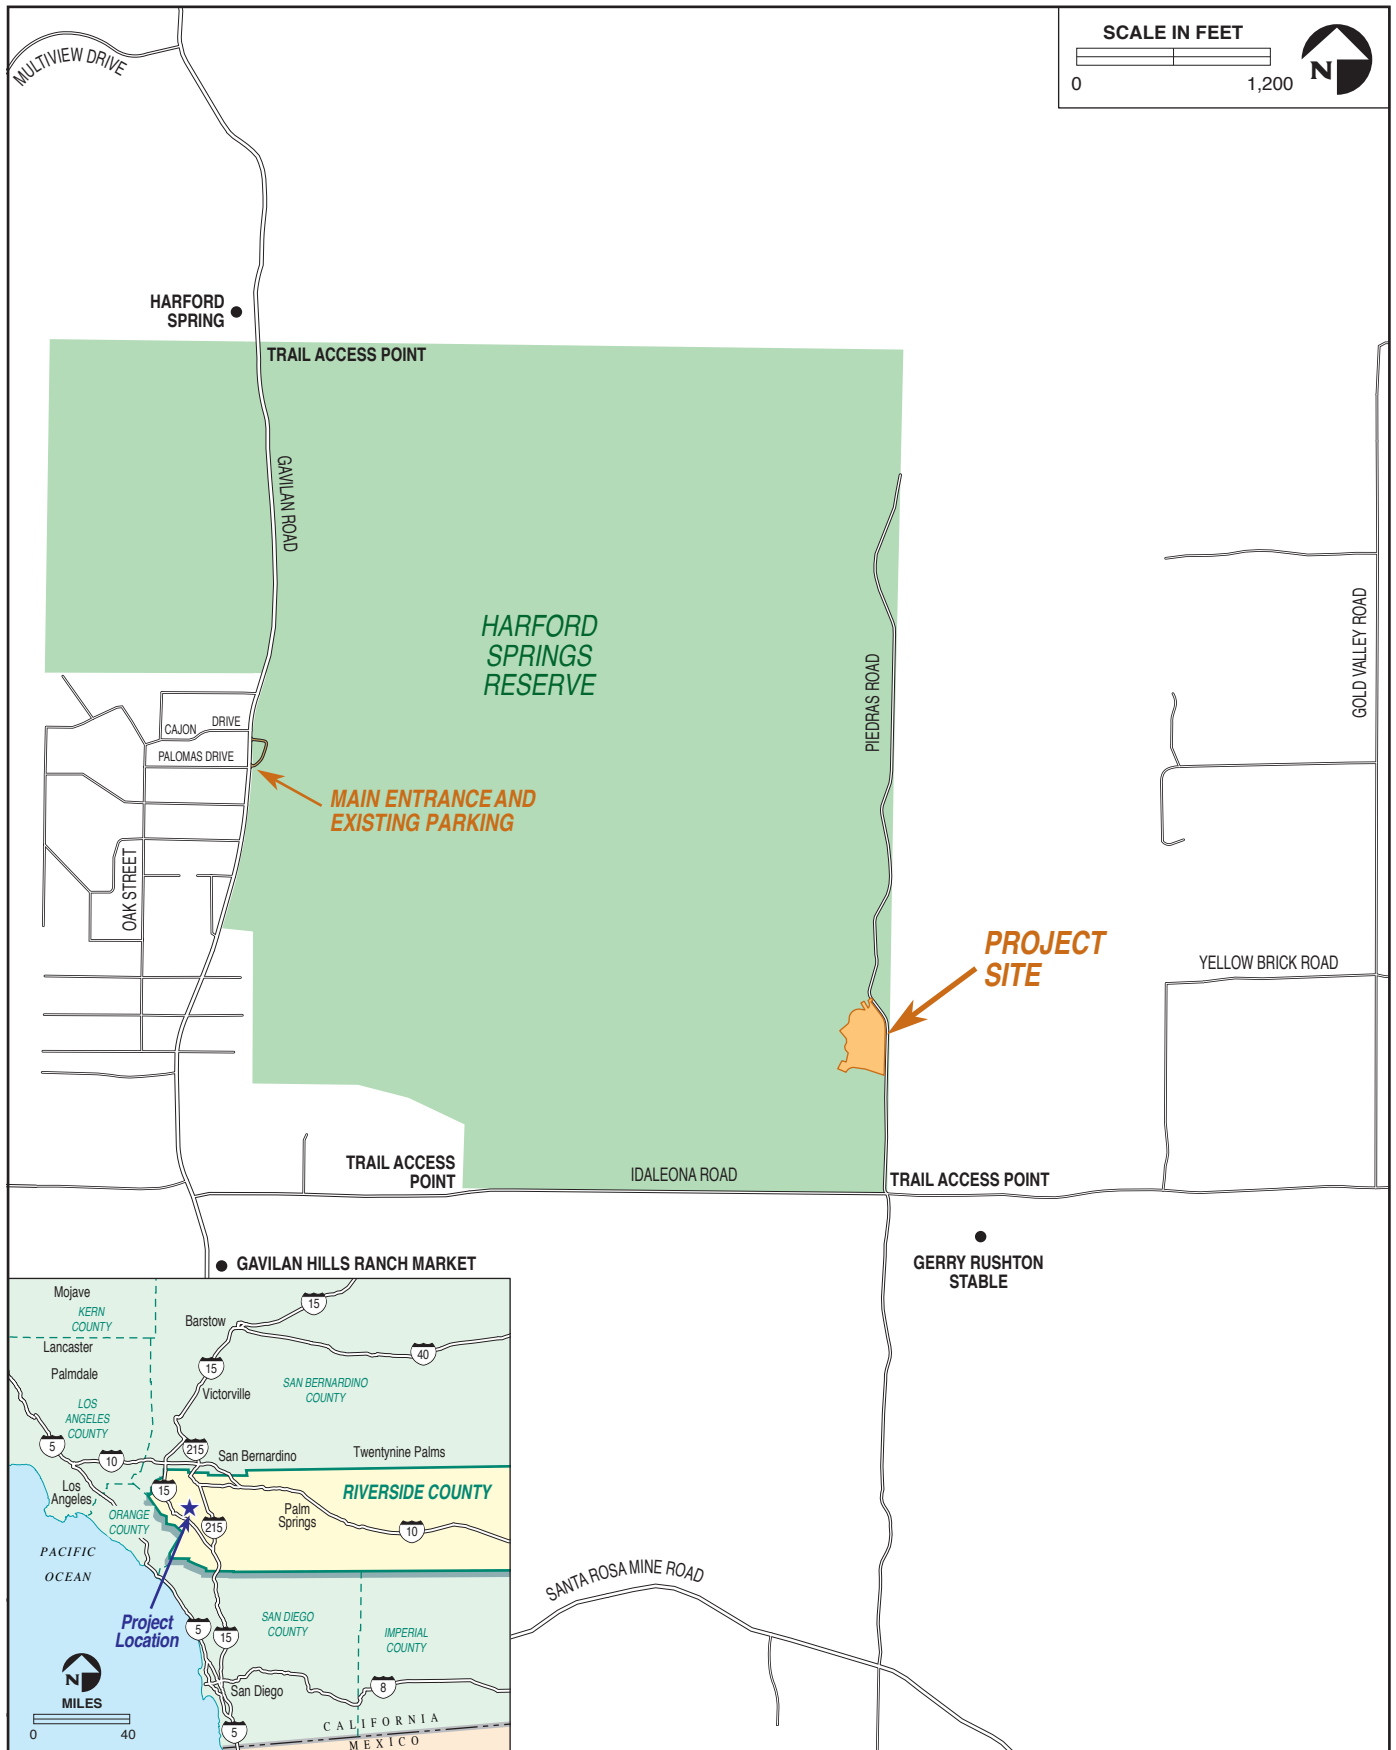 MULTIVIEW DRIVE
SCALE IN FEET
0
1,200
N
HARFORD
SPRING
TRAIL ACCESS POINT
GAVILAN ROAD
HARFORD
SPRINGS
RESERVE
PIEDRAS ROAD
GOLD VALLEY ROAD
CAJON DRIVE
PALOMAS DRIVE
MAIN ENTRANCE AND
EXISTING PARKING
OAK STREET
PROJECT
SITE
YELLOW BRICK ROAD
TRAIL ACCESS
POINT
IDALEONA ROAD
TRAIL ACCESS POINT
GAVILAN HILLS RANCH MARKET
GERRY RUSHTON
STABLE
Mojave
KERN
COUNTY
Lancaster
Palmdale
LOS
ANGELES
COUNTY
Barstow
15
40
15
Victorville
SAN BERNARDINO
COUNTY
5
10
215
San Bernardino
Twentynine Palms
Los
Angeles
15
RIVERSIDE COUNTY
ORANGE
COUNTY
215
Palm
Springs
10
PACIFIC
OCEAN
Project
Location
5
15
SAN DIEGO
COUNTY
IMPERIAL
COUNTY
N
MILES
0
40
San Diego
8
5
CALIFORNIA
MEXICO
SANTA ROSA MINE ROAD